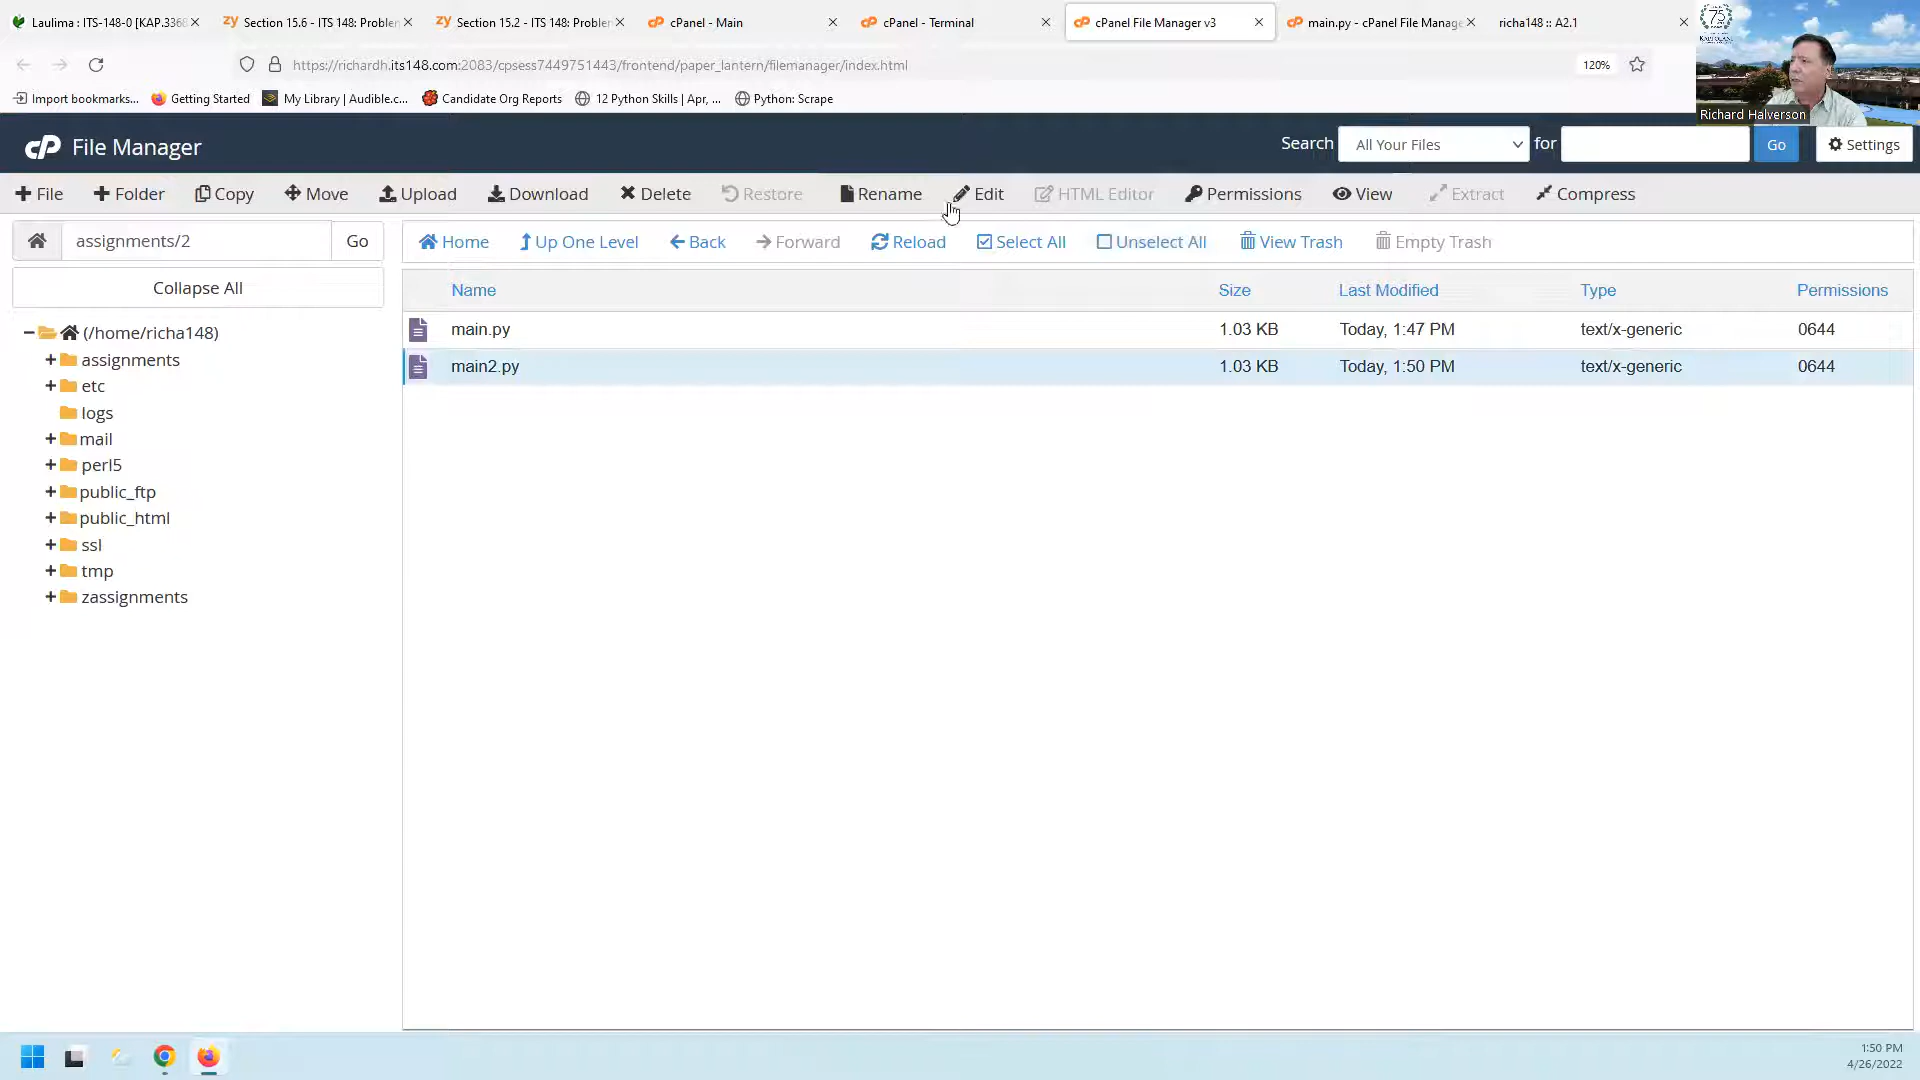 Laulima : ITS-148-0 [KAP.3368
Section 15.6 - ITS 148: Problen
Section 15.2 - ITS 148: Problen
cPanel - Main
cPanel - Terminal
cPanel File Manager v3
main.py - cPanel File Manage
richa148 :: A2.1
https://richardh.its148.com:2083/cpsess7449751443/frontend/paper_lantern/filemanager/index.html
120%
Import bookmarks...
Getting Started
My Library | Audible.c...
Candidate Org Reports
12 Python Skills | Apr, ...
Python: Scrape
Richard Halverson
cP File Manager
Search
All Your Files
for
Go
Settings
File
Folder
Copy
Move
Upload
Download
Delete
Restore
Rename
Edit
HTML Editor
Permissions
View
Extract
Compress
assignments/2
Go
Home
Up One Level
Back
Forward
Reload
Select All
Unselect All
View Trash
Empty Trash
Collapse All
(/home/richa148)
assignments
etc
logs
mail
perl5
public_ftp
public_html
ssl
tmp
zassignments
Name Size Last Modified Type Permissions
main.py 1.03 KB Today, 1:47 PM text/x-generic 0644
main2.py 1.03 KB Today, 1:50 PM text/x-generic 0644
1:50 PM
4/26/2022